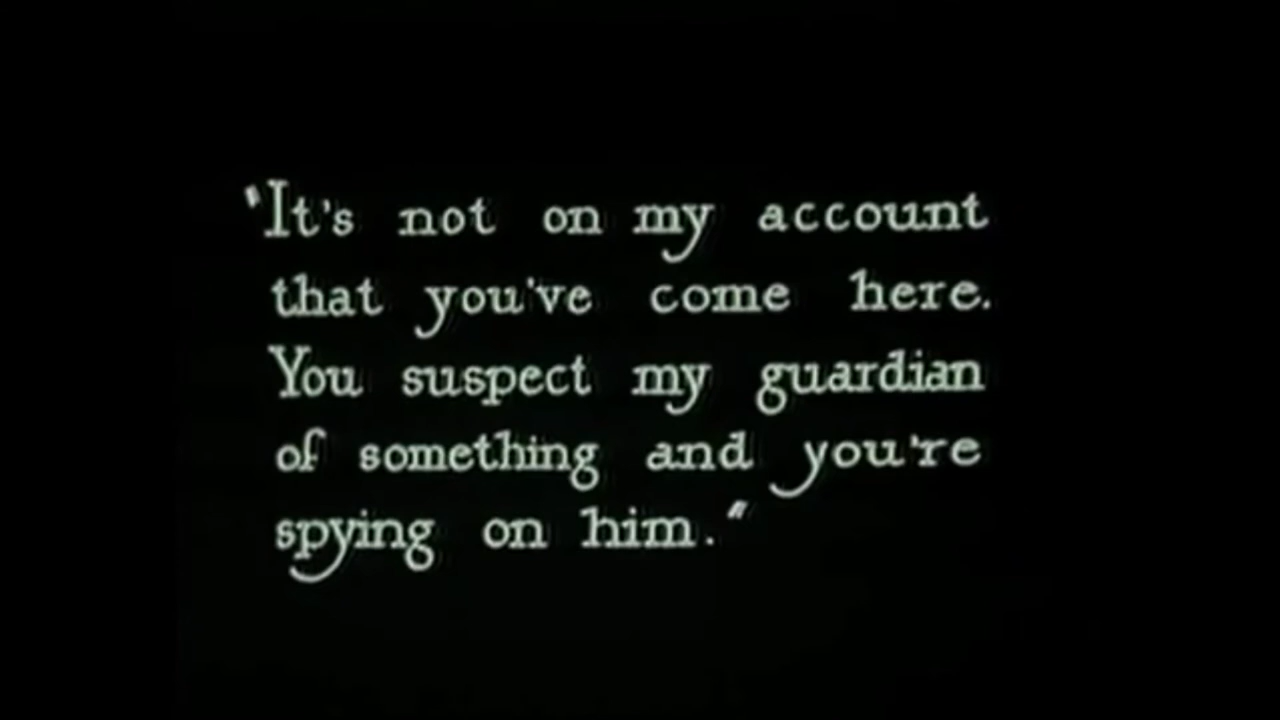 "It's not on my account
that you've come here.
You suspect my guardian
of something and you're
spying on him."